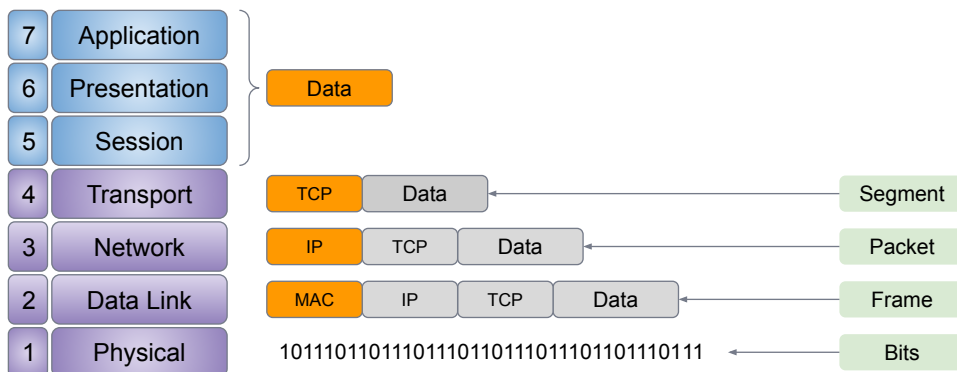 7 Application
6 Presentation
Data
5 Session
4 Transport
TCP Data
Segment
3 Network
IP TCP Data
Packet
2 Data Link
MAC IP TCP Data
Frame
1 Physical
1011101101110111011011101110110111​0111
Bits